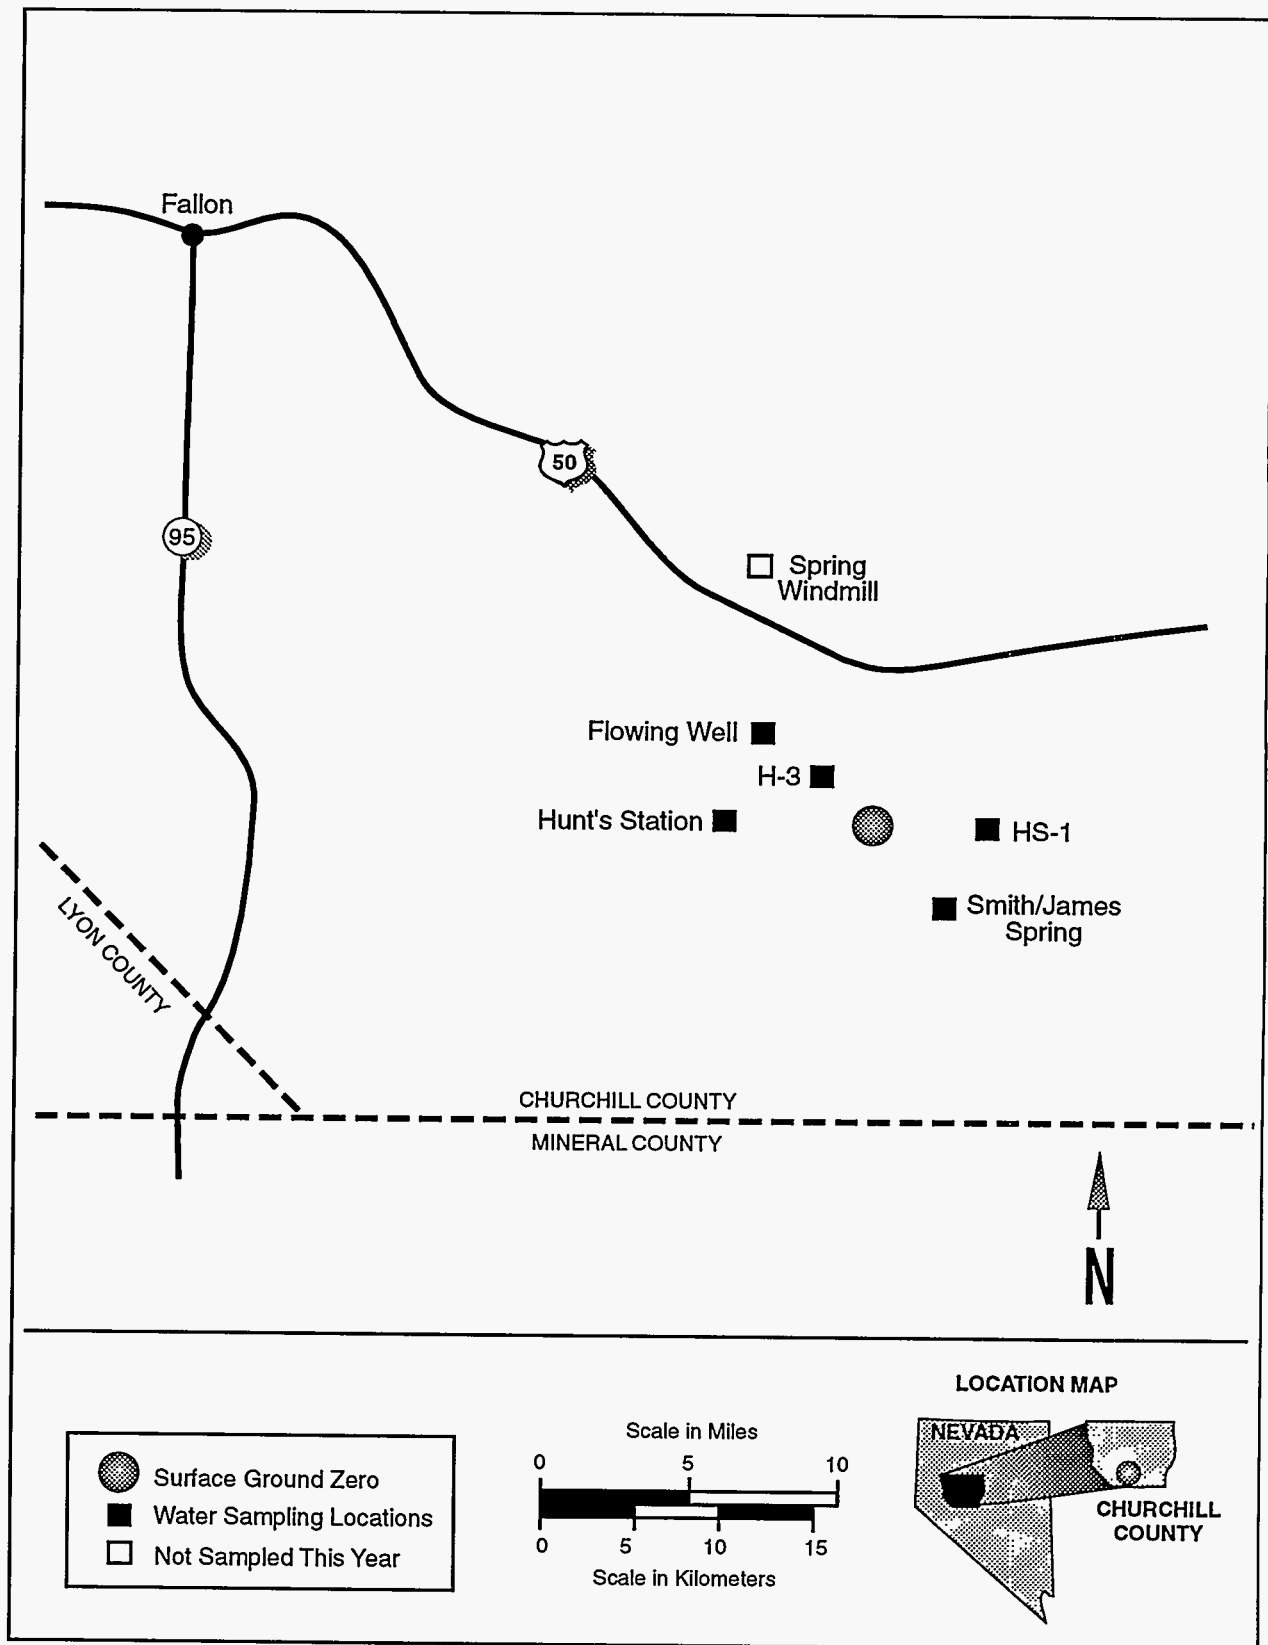 Fallon
50
95
Spring
Windmill
Flowing Well
H-3
Hunt's Station
HS-1
Smith/James
Spring
LYON COUNTY
CHURCHILL COUNTY
MINERAL COUNTY
N
LOCATION MAP
NEVADA
CHURCHILL
COUNTY
Surface Ground Zero
Water Sampling Locations
Not Sampled This Year
Scale in Miles
0 5 10
0 5 10 15
Scale in Kilometers